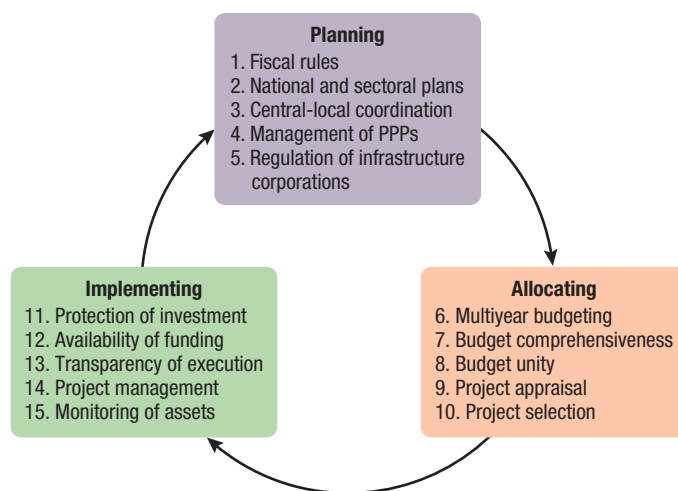 Planning
1. Fiscal rules
2. National and sectoral plans
3. Central-local coordination
4. Management of PPPs
5. Regulation of infrastructure
corporations
Implementing
11. Protection of investment
12. Availability of funding
13. Transparency of execution
14. Project management
15. Monitoring of assets
Allocating
6. Multiyear budgeting
7. Budget comprehensiveness
8. Budget unity
9. Project appraisal
10. Project selection